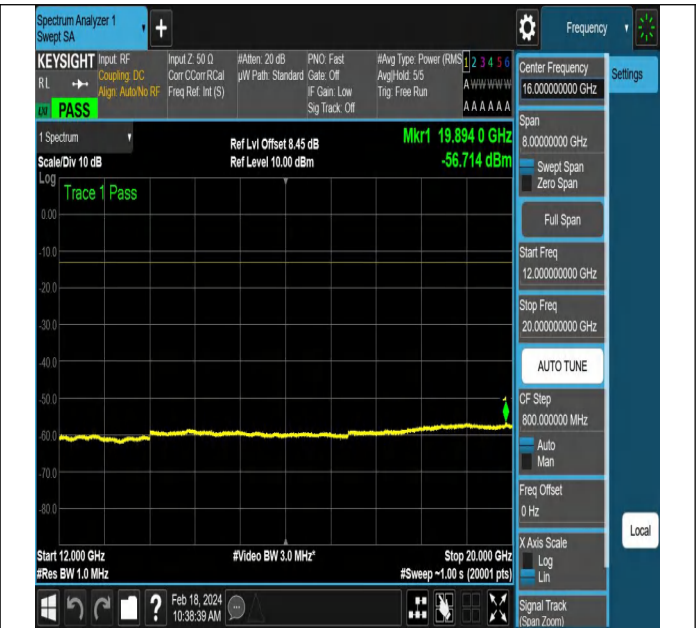 Spectrum Analyzer 1
Swept SA
Frequency
KEYSIGHT
RL
PASS
Input: RF
Coupling: DC
Align: Auto/No RF
Input Z: 50 Ω
Corr CCorr RCal
Freq Ref: Int (S)
#Atten: 20 dB
µW Path: Standard
PNO: Fast
Gate: Off
IF Gain: Low
Sig Track: Off
#Avg Type: Power (RMS
Avg|Hold: 5/5
Trig: Free Run
1 2 3 4 5 6
A W W W W W
A A A A A A
1 Spectrum
Scale/Div 10 dB
Log
Ref Lvl Offset 8.45 dB
Ref Level 10.00 dBm
Mkr1 19.894 0 GHz
-56.714 dBm
Trace 1 Pass
0.00
-10.0
-20.0
-30.0
-40.0
-50.0
-60.0
-70.0
-80.0
1
Start 12.000 GHz
#Res BW 1.0 MHz
#Video BW 3.0 MHz*
Stop 20.000 GHz
#Sweep ~1.00 s (20001 pts)
?
Feb 18, 2024
10:38:39 AM
Center Frequency
16.000000000 GHz
Settings
Span
8.00000000 GHz
Swept Span
Zero Span
Full Span
Start Freq
12.000000000 GHz
Stop Freq
20.000000000 GHz
AUTO TUNE
CF Step
800.000000 MHz
Auto
Man
Freq Offset
0 Hz
X Axis Scale
Log
Lin
Local
Signal Track
(Span Zoom)